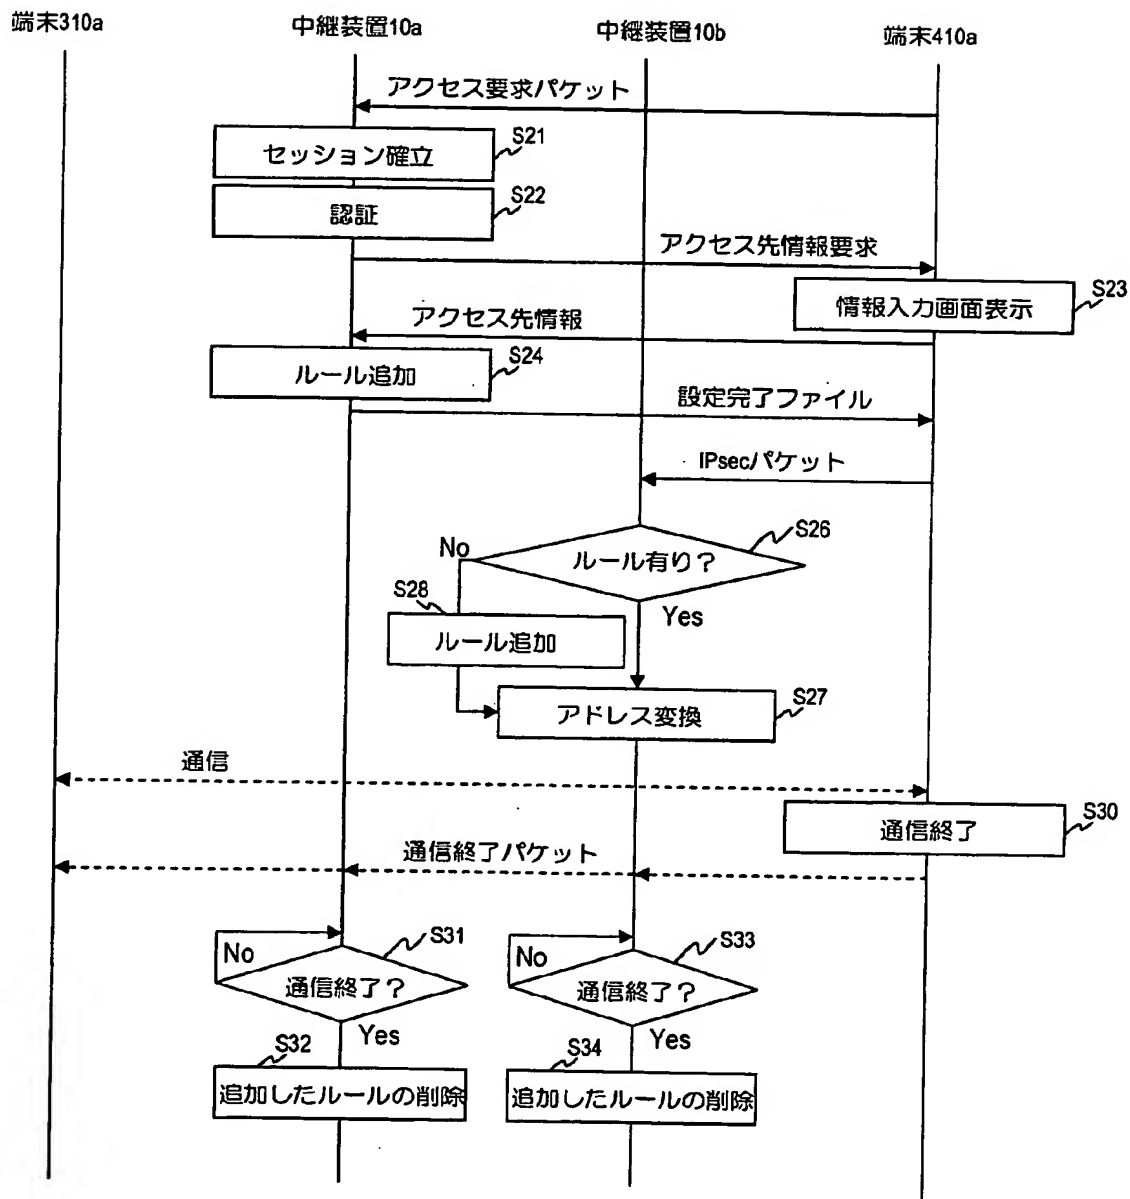 端末310a
中継装置10a
中継装置10b
端末410a
アクセス要求パケット
セッション確立
S21
認証
S22
アクセス先情報要求
情報入力画面表示
S23
アクセス先情報
ルール追加
S24
設定完了ファイル
IPsecパケット
ルール有り?
S26
No
Yes
S28
ルール追加
アドレス変換
S27
通信
通信終了
S30
通信終了パケット
No
通信終了?
S31
Yes
No
通信終了?
S33
Yes
S32
追加したルールの削除
S34
追加したルールの削除